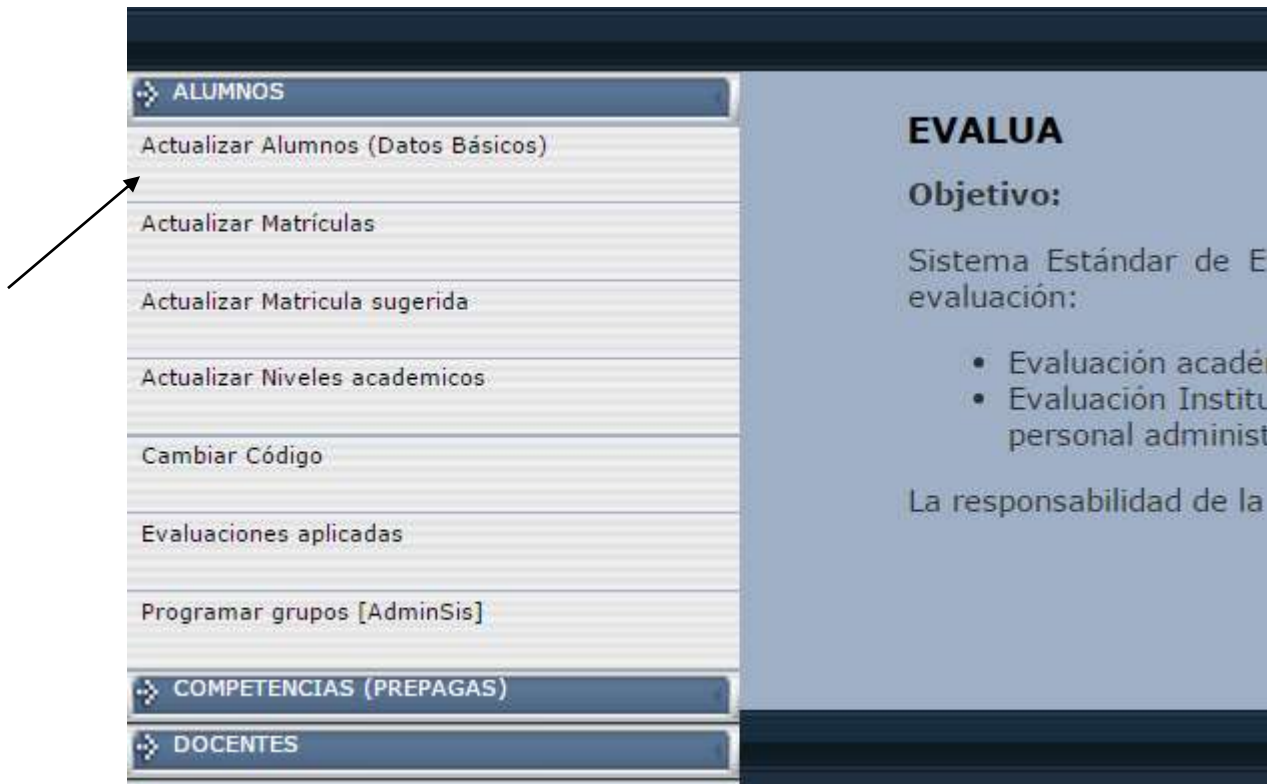 ALUMNOS
Actualizar Alumnos (Datos Básicos)
Actualizar Matrículas
Actualizar Matricula sugerida
Actualizar Niveles academicos
Cambiar Código
Evaluaciones aplicadas
Programar grupos [AdminSis]
COMPETENCIAS (PREPAGAS)
DOCENTES
EVALUA
Objetivo:
Sistema Estándar de E
evaluación:
• Evaluación acadé
• Evaluación Institu
personal administ
La responsabilidad de la